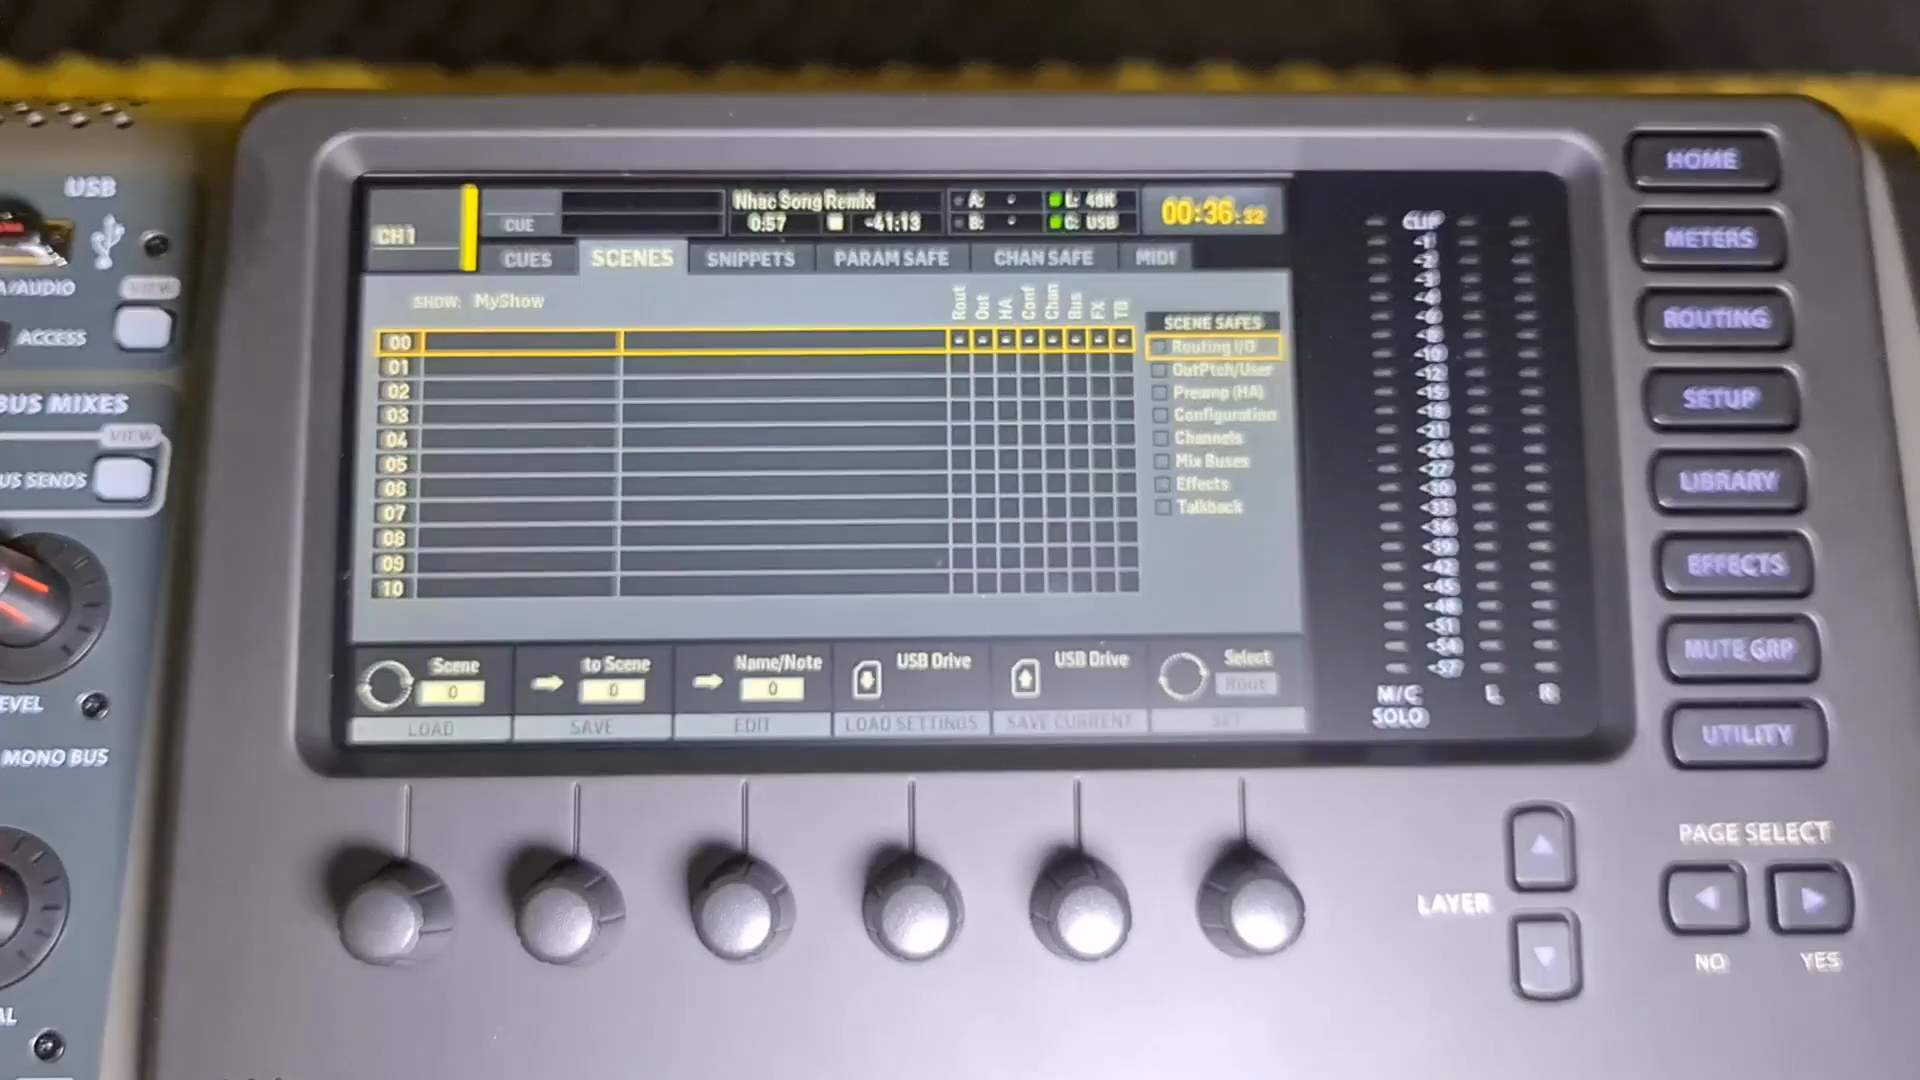 USB
A/AUDIO
VIEW
ACCESS
BUS MIXES
VIEW
US SENDS
EVEL
MONO BUS
AL
CH1
CUE
Nhac Song Remix
0:57 -41:13
A: L: 48K
B: C: USB
00:36:32
CUES SCENES SNIPPETS PARAM SAFE CHAN SAFE MIDI
SHOW: MyShow
Rout Out HA Conf Chan Bus FX TB
SCENE SAFES
Routing I/O
OutPtch/User
Preamp (HA)
Configuration
Channels
Mix Buses
Effects
Talkback
00
01
02
03
04
05
06
07
08
09
10
Scene
0
LOAD
to Scene
0
SAVE
Name/Note
0
EDIT
USB Drive
LOAD SETTINGS
USB Drive
SAVE CURRENT
Select
Rout
SET
CLIP
-1
-2
-3
-4
-6
-8
-10
-12
-15
-18
-21
-24
-27
-30
-33
-36
-39
-42
-45
-48
-51
-54
-57
M/C
SOLO
L R
HOME
METERS
ROUTING
SETUP
LIBRARY
EFFECTS
MUTE GRP
UTILITY
PAGE SELECT
LAYER
NO YES